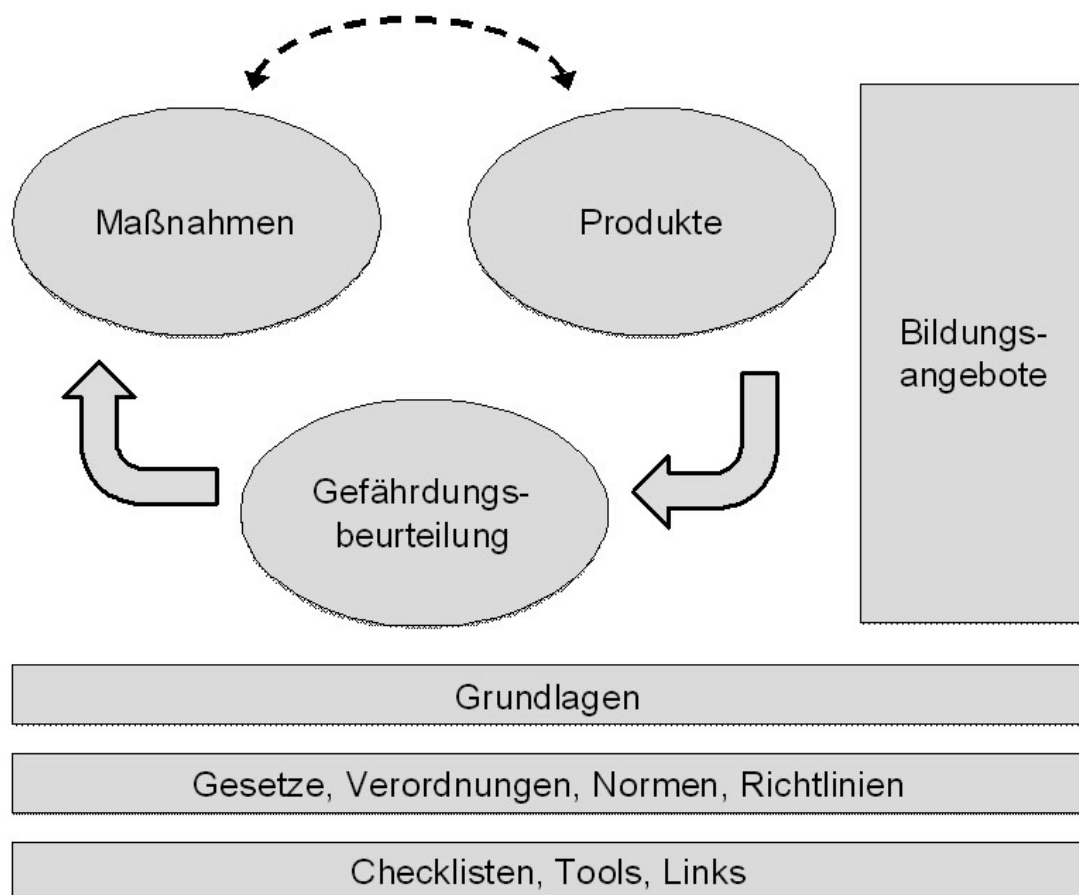 Maßnahmen
Produkte
Bildungs-
angebote
Gefährdungs-
beurteilung
Grundlagen
Gesetze, Verordnungen, Normen, Richtlinien
Checklisten, Tools, Links